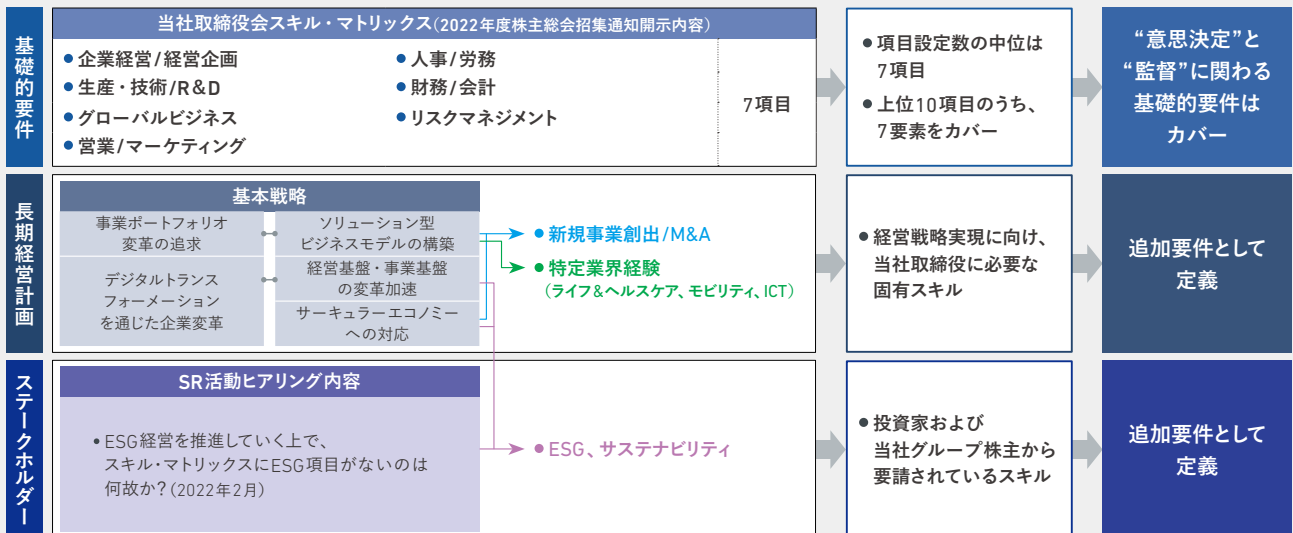 基礎的要件
当社取締役会スキル・マトリックス（2022年度株主総会招集通知開示内容）
●企業経営/経営企画
●生産・技術/R&D
●グローバルビジネス
●営業/マーケティング
●人事/労務
●財務/会計
●リスクマネジメント
7項目
●項目設定数の中位は
7項目
●上位10項目のうち、
7要素をカバー
“意思決定”と
“監督”に関わる
基礎的要件は
カバー
長期経営計画
基本戦略
事業ポートフォリオ
変革の追求
デジタルトランス
フォーメーション
を通じた企業変革
ソリューション型
ビジネスモデルの構築
経営基盤・事業基盤
の変革加速
サーキュラーエコノミー
への対応
●新規事業創出/M&A
●特定業界経験
（ライフ&ヘルスケア、モビリティ、ICT）
●経営戦略実現に向け、
当社取締役に必要な
固有スキル
追加要件として
定義
ステークホルダー
SR活動ヒアリング内容
●ESG経営を推進していく上で、
スキル・マトリックスにESG項目がないのは
何故か？（2022年2月）
●ESG、サステナビリティ
●投資家および
当社グループ株主から
要請されているスキル
追加要件として
定義